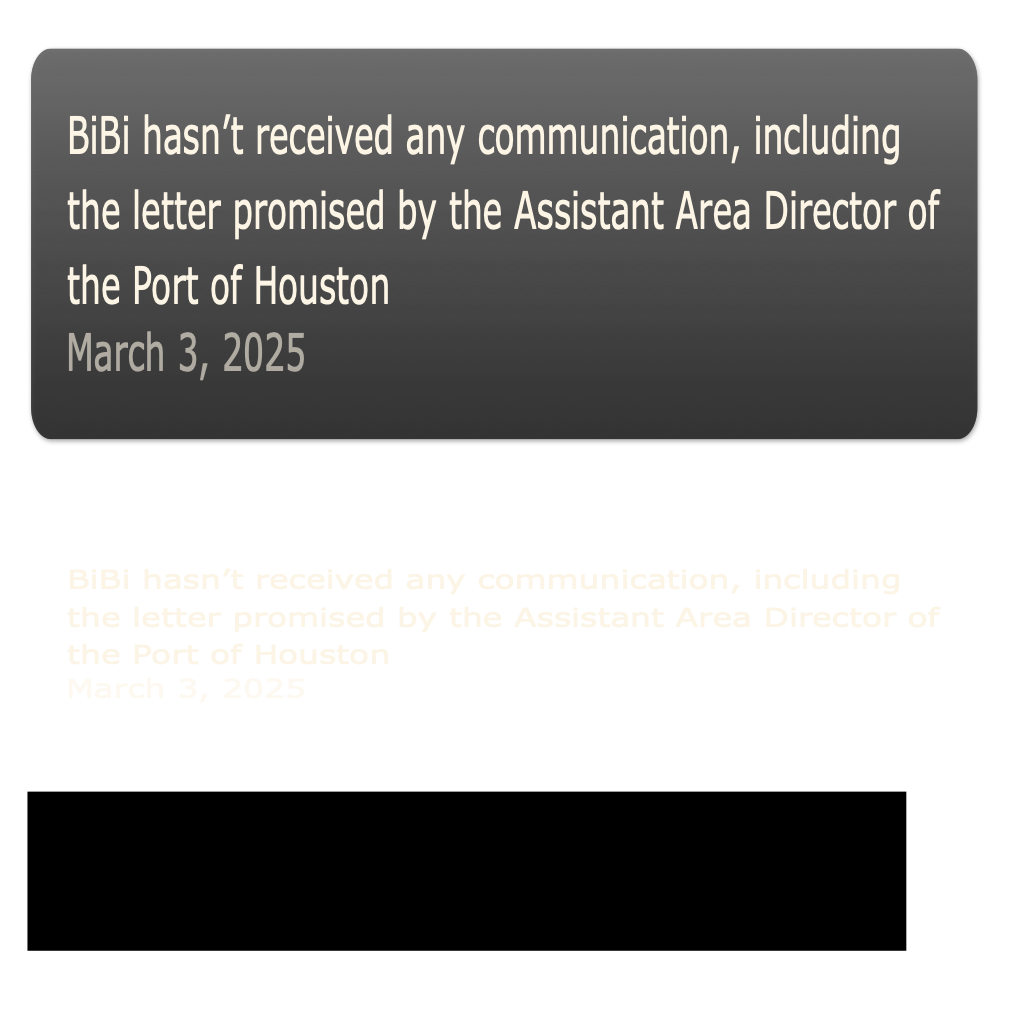 BiBi hasn’t received any communication, including
the letter promised by the Assistant Area Director of
the Port of Houston
March 3, 2025
BiBi hasn’t received any communication, including
the letter promised by the Assistant Area Director of
the Port of Houston
March 3, 2025